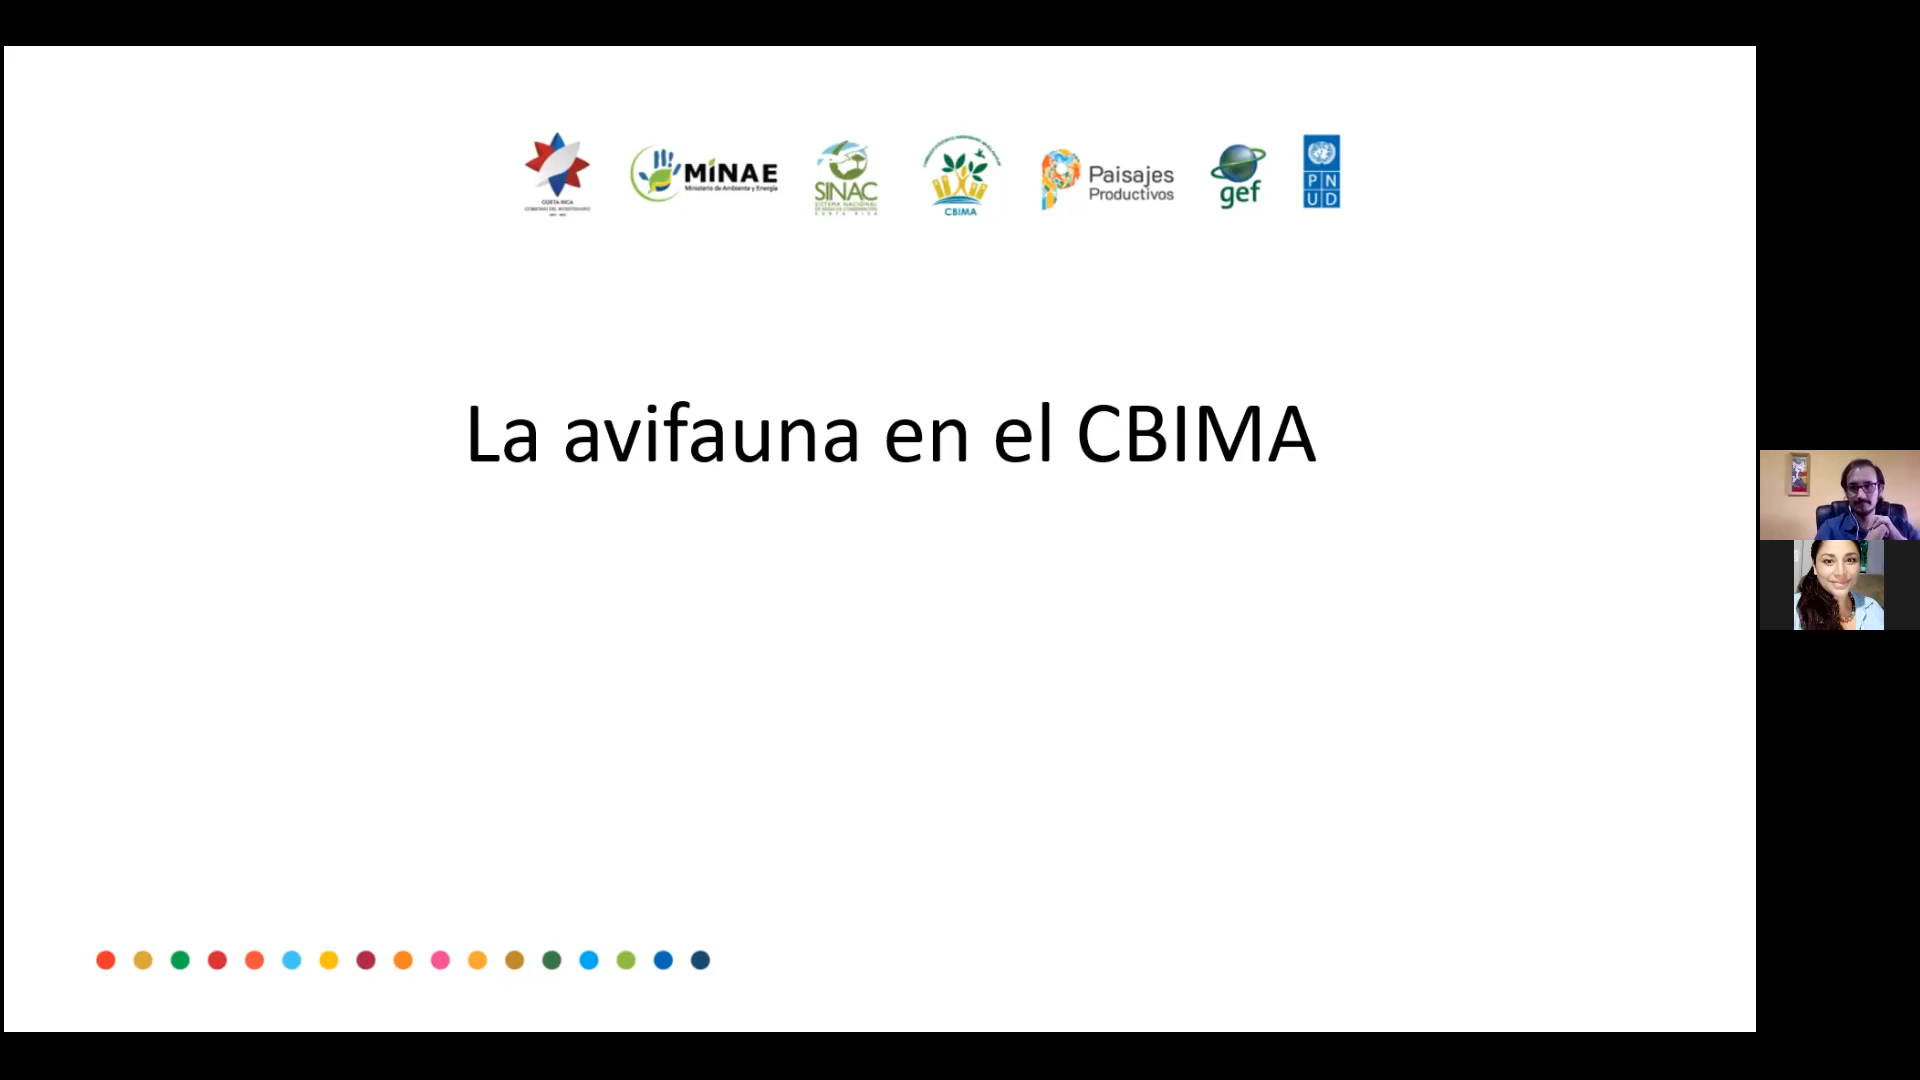 COSTA RICA
GOBIERNO DEL BICENTENARIO
MINAE
Ministerio de Ambiente y Energía
SINAC
SISTEMA NACIONAL
DE ÁREAS DE CONSERVACIÓN
COSTA RICA
CBIMA
Paisajes
Productivos
gef
P N
U D
La avifauna en el CBIMA